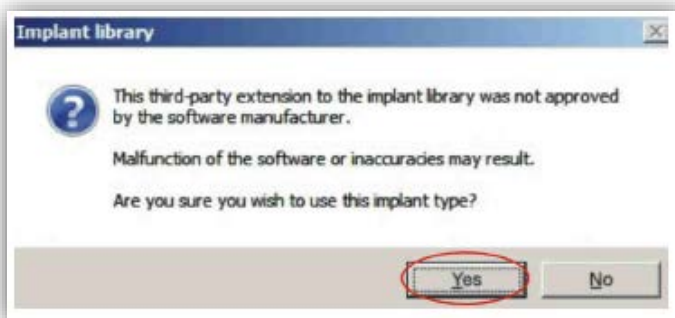 Implant library
This third-party extension to the implant library was not approved
by the software manufacturer.
Malfunction of the software or inaccuracies may result.
Are you sure you wish to use this implant type?
Yes No